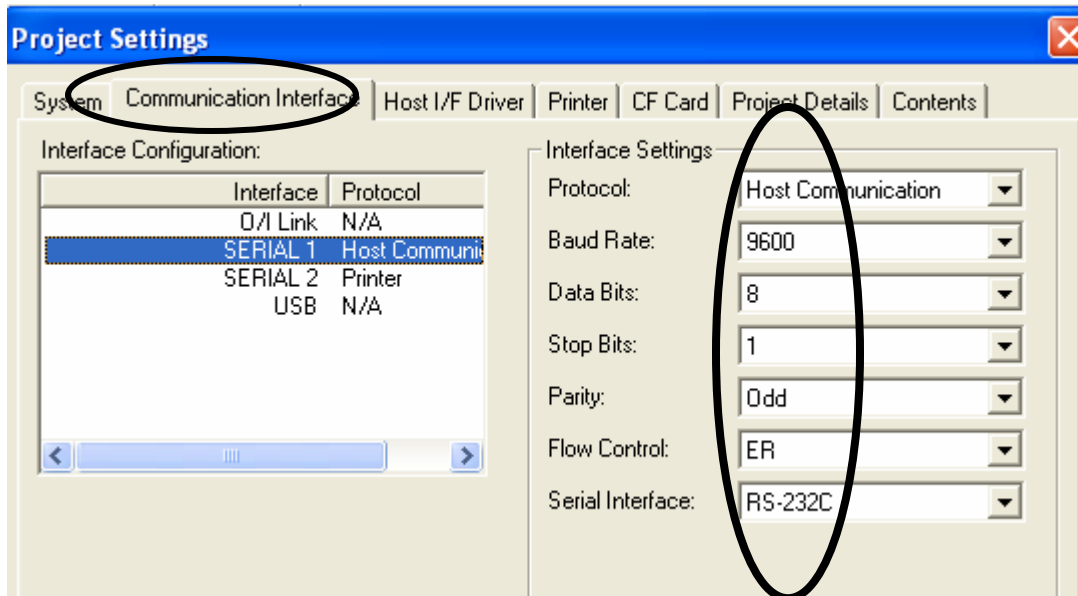 Project Settings
System Communication Interface Host I/F Driver Printer CF Card Project Details Contents
Interface Configuration:
Interface Protocol
O/I Link N/A
SERIAL 1 Host Communi
SERIAL 2 Printer
USB N/A
Interface Settings
Protocol: Host Communication
Baud Rate: 9600
Data Bits: 8
Stop Bits: 1
Parity: Odd
Flow Control: ER
Serial Interface: RS-232C